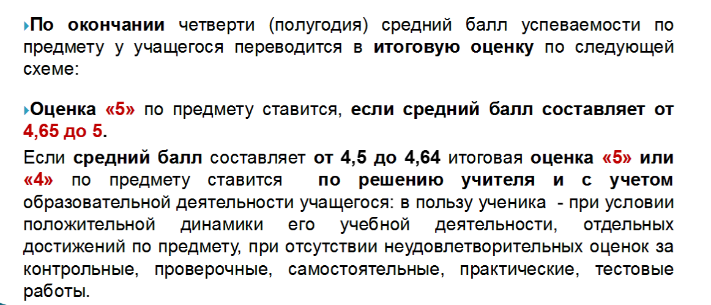 По окончании четверти (полугодия) средний балл успеваемости по
предмету у учащегося переводится в итоговую оценку по следующей
схеме:
Оценка «5» по предмету ставится, если средний балл составляет от
4,65 до 5.
Если средний балл составляет от 4,5 до 4,64 итоговая оценка «5» или
«4» по предмету ставится по решению учителя и с учетом
образовательной деятельности учащегося: в пользу ученика - при условии
положительной динамики его учебной деятельности, отдельных
достижений по предмету, при отсутствии неудовлетворительных оценок за
контрольные, проверочные, самостоятельные, практические, тестовые
работы.